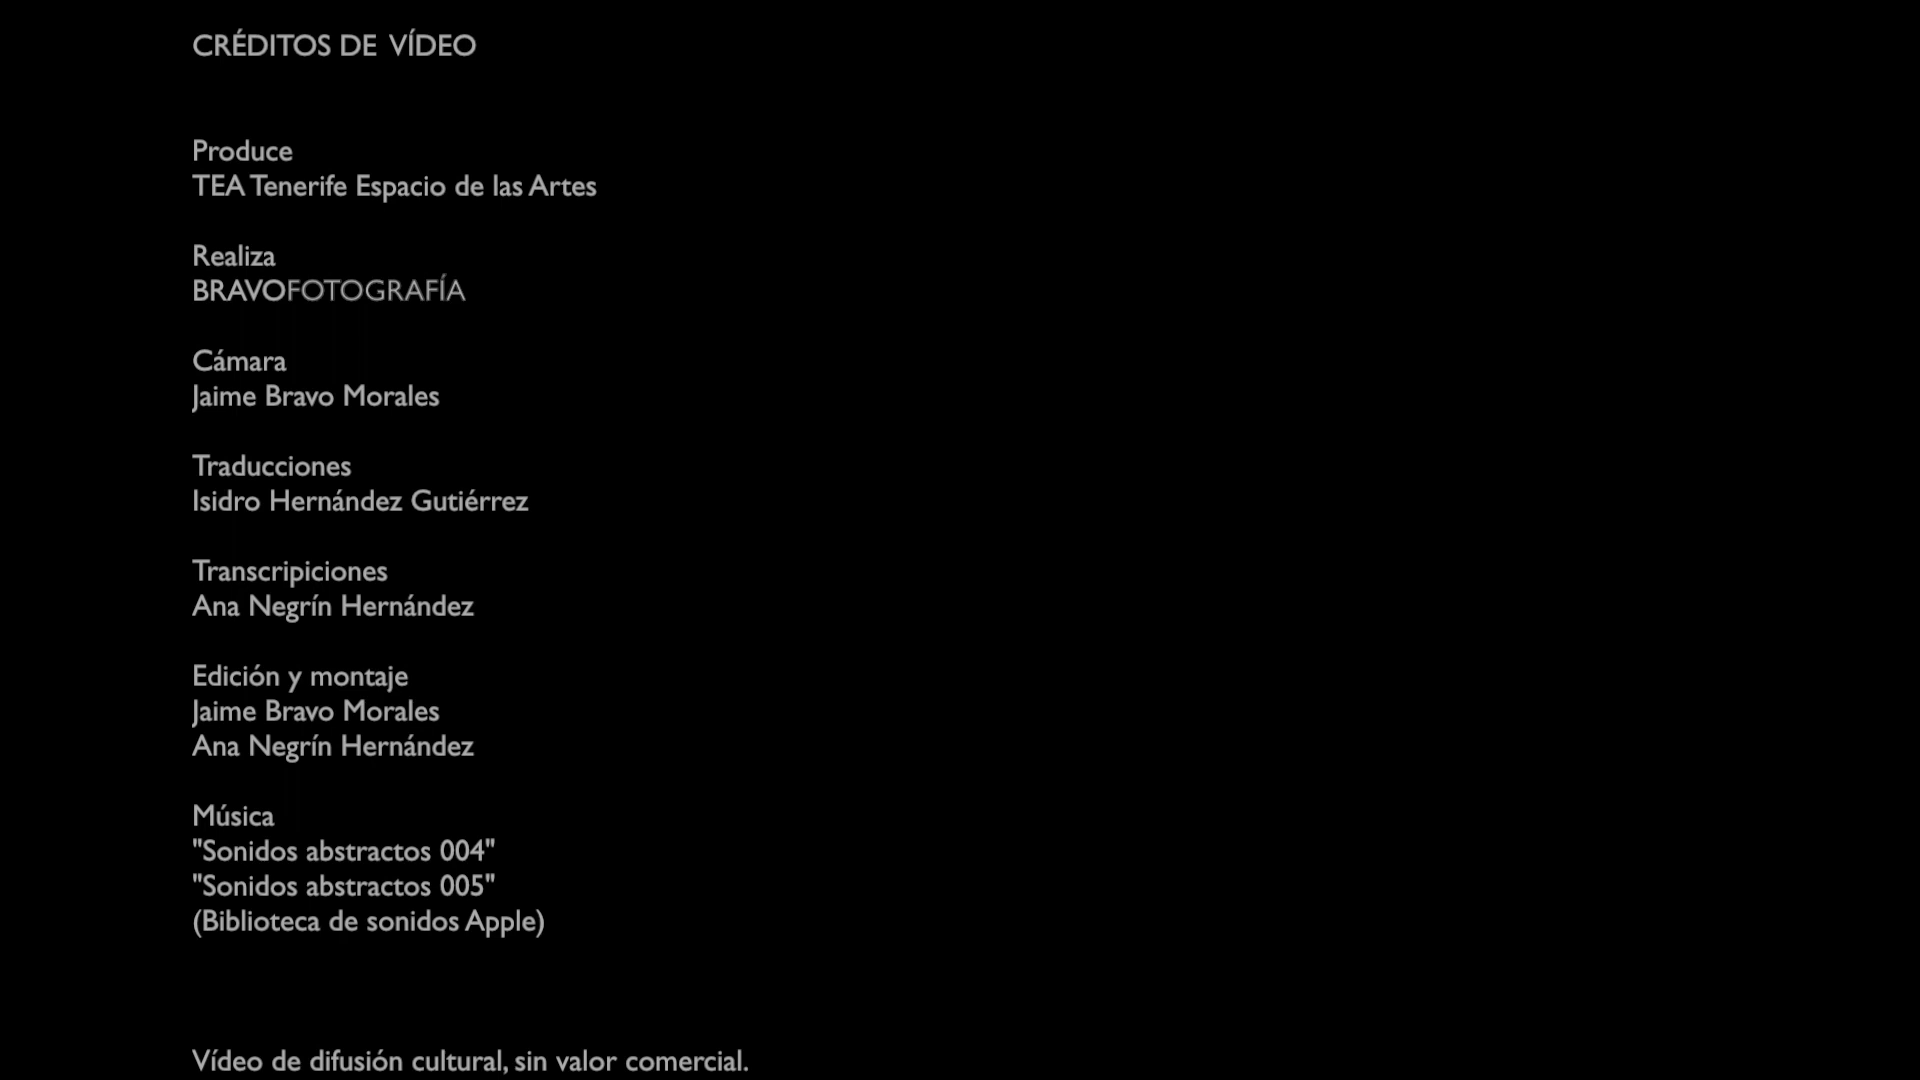 CRÉDITOS DE VÍDEO
Produce
TEA Tenerife Espacio de las Artes
Realiza
BRAVOFOTOGRAFÍA
Cámara
Jaime Bravo Morales
Traducciones
Isidro Hernández Gutiérrez
Transcripiciones
Ana Negrín Hernández
Edición y montaje
Jaime Bravo Morales
Ana Negrín Hernández
Música
"Sonidos abstractos 004"
"Sonidos abstractos 005"
(Biblioteca de sonidos Apple)
Vídeo de difusión cultural, sin valor comercial.